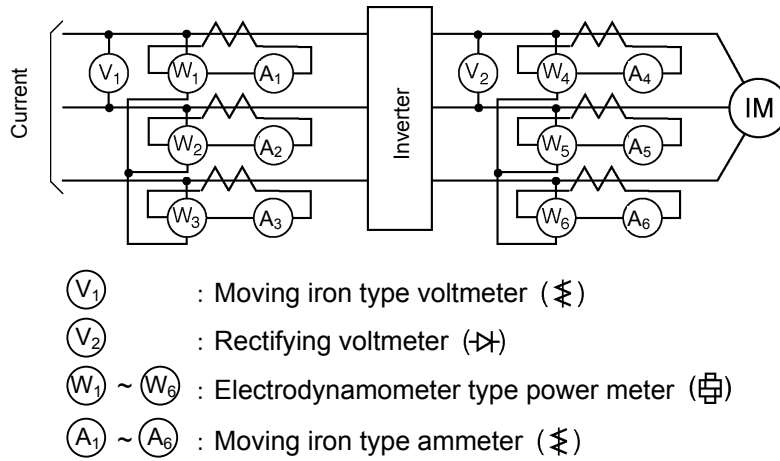 Current
V1
W1
A1
W2
A2
W3
A3
Inverter
V2
W4
A4
W5
A5
W6
A6
IM
V1 : Moving iron type voltmeter ( )
V2 : Rectifying voltmeter ( )
W1 ~ W6 : Electrodynamometer type power meter ( )
A1 ~ A6 : Moving iron type ammeter ( )